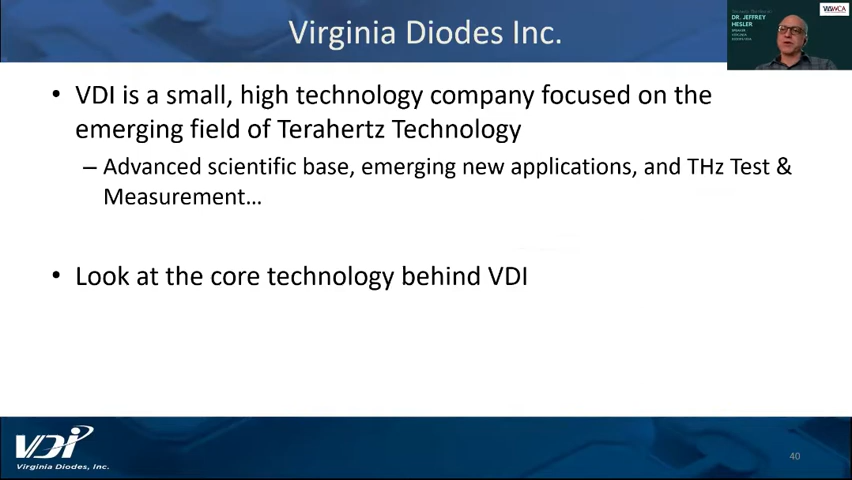 Virginia Diodes Inc.
DR. JEFFREY
HESLER
• VDI is a small, high technology company focused on the
emerging field of Terahertz Technology
– Advanced scientific base, emerging new applications, and THz Test &
Measurement…
• Look at the core technology behind VDI
VDI
Virginia Diodes, Inc.
40